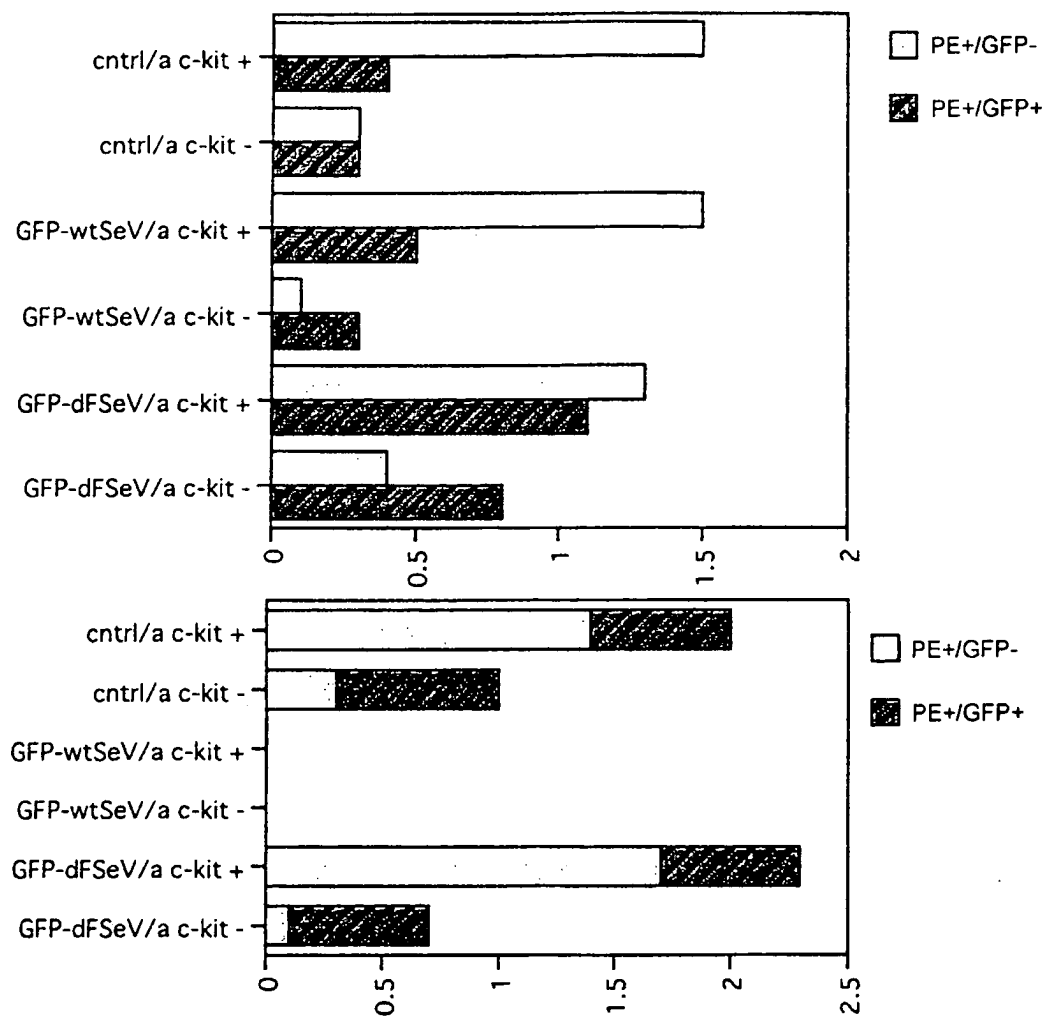 cntrl/a c-kit +
cntrl/a c-kit -
GFP-wtSeV/a c-kit +
GFP-wtSeV/a c-kit -
GFP-dFSeV/a c-kit +
GFP-dFSeV/a c-kit -
0 0.5 1 1.5 2
PE+/GFP-
PE+/GFP+
cntrl/a c-kit +
cntrl/a c-kit -
GFP-wtSeV/a c-kit +
GFP-wtSeV/a c-kit -
GFP-dFSeV/a c-kit +
GFP-dFSeV/a c-kit -
0 0.5 1 1.5 2 2.5
PE+/GFP-
PE+/GFP+